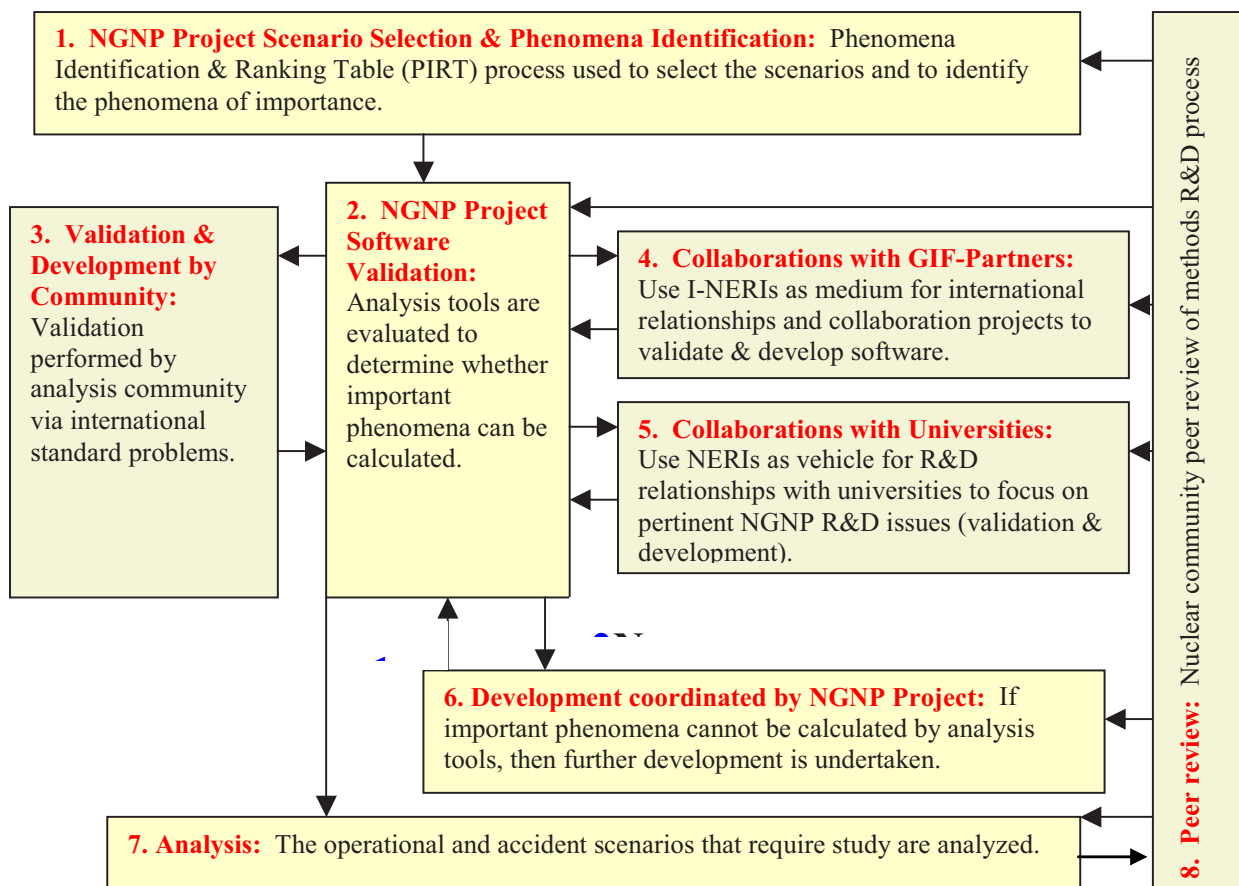 1. NGNP Project Scenario Selection & Phenomena Identification: Phenomena
Identification & Ranking Table (PIRT) process used to select the scenarios and to identify
the phenomena of importance.
2. NGNP Project
Software
Validation:
Analysis tools are
evaluated to
determine whether
important
phenomena can be
calculated.
3. Validation &
Development by
Community:
Validation
performed by
analysis community
via international
standard problems.
4. Collaborations with GIF-Partners:
Use I-NERIs as medium for international
relationships and collaboration projects to
validate & develop software.
5. Collaborations with Universities:
Use NERIs as vehicle for R&D
relationships with universities to focus on
pertinent NGNP R&D issues (validation &
development).
6. Development coordinated by NGNP Project: If
important phenomena cannot be calculated by analysis
tools, then further development is undertaken.
7. Analysis: The operational and accident scenarios that require study are analyzed.
8. Peer review: Nuclear community peer review of methods R&D process